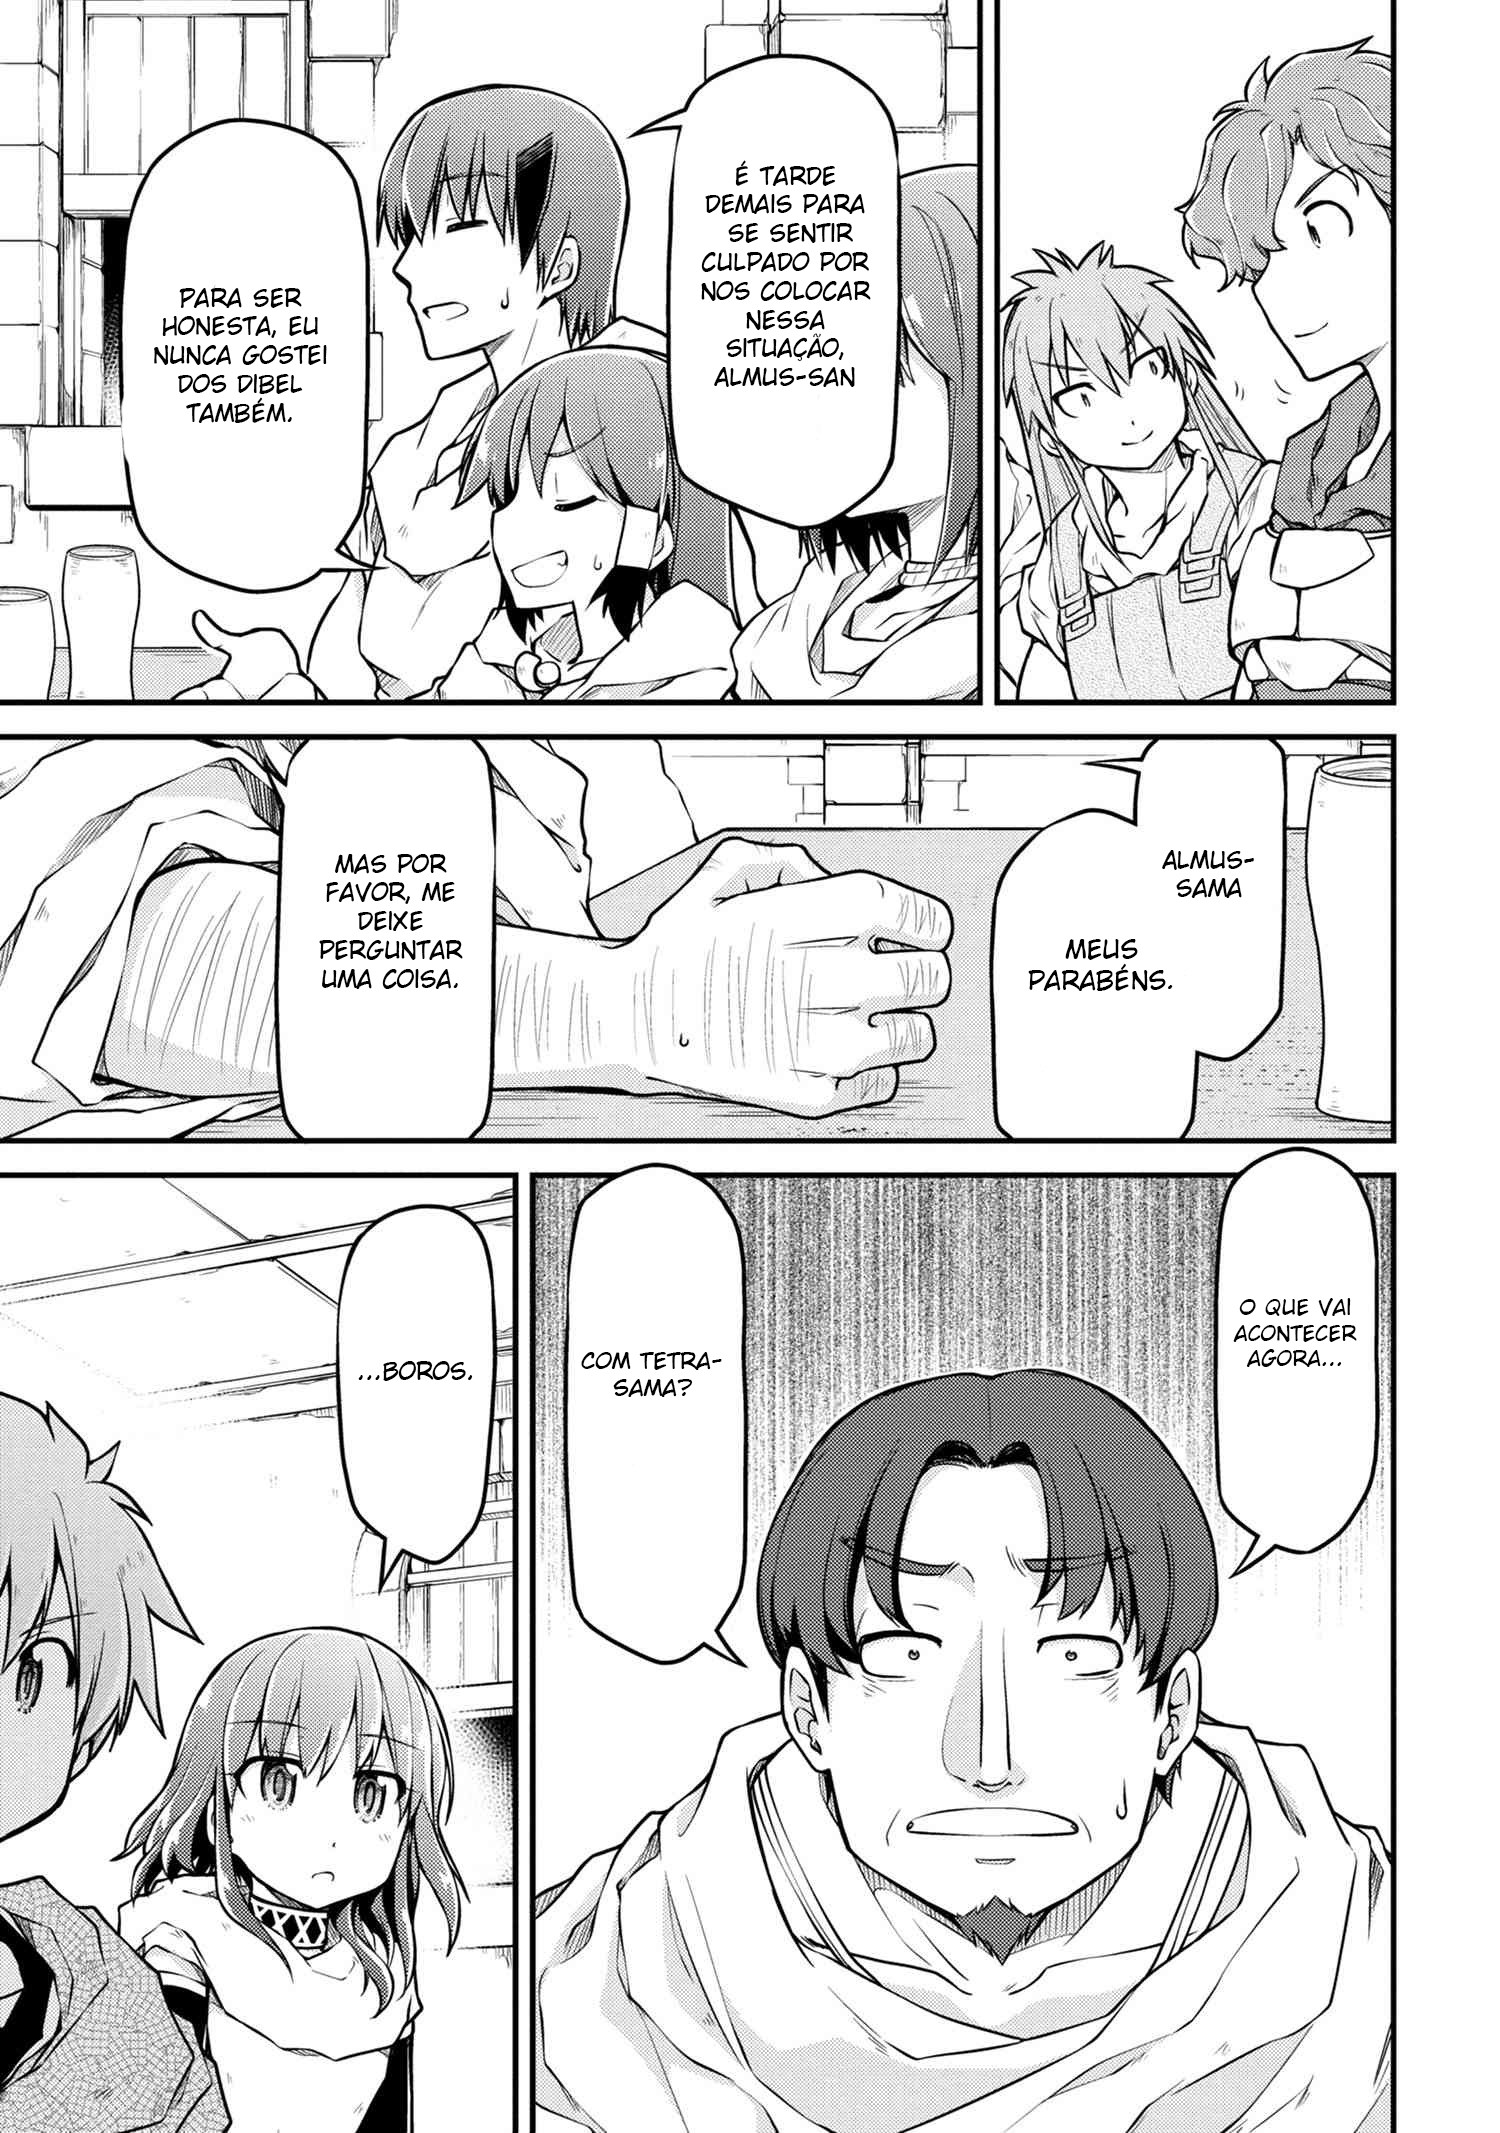 É TARDE
DEMAIS PARA
SE SENTIR
CULPADO POR
NOS COLOCAR
NESSA
SITUAÇÃO,
ALMUS-SAN
PARA SER
HONESTA, EU
NUNCA GOSTEI
DOS DIBEL
TAMBÉM.
ALMUS-
SAMA
MEUS
PARABÉNS.
MAS POR
FAVOR, ME
DEIXE
PERGUNTAR
UMA COISA.
O QUE VAI
ACONTECER
AGORA...
COM TETRA-
SAMA?
...BOROS.